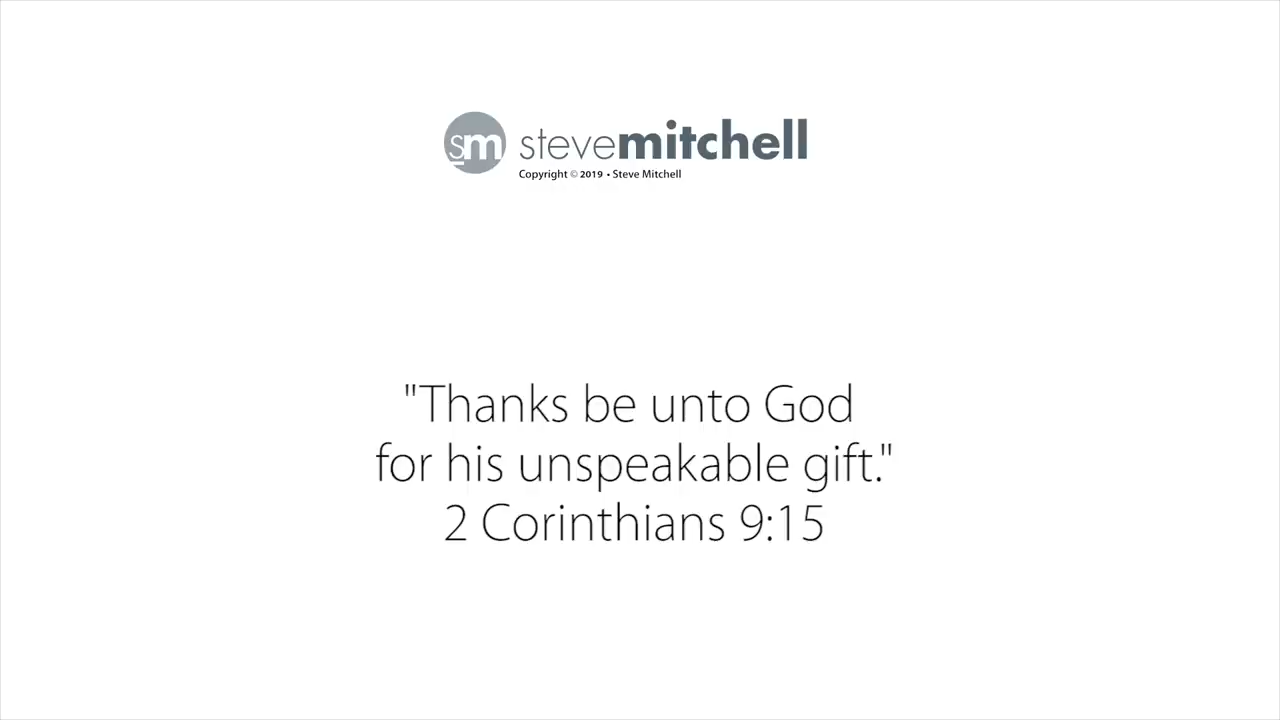 sm stevemitchell
Copyright © 2019 • Steve Mitchell
"Thanks be unto God
for his unspeakable gift."
2 Corinthians 9:15